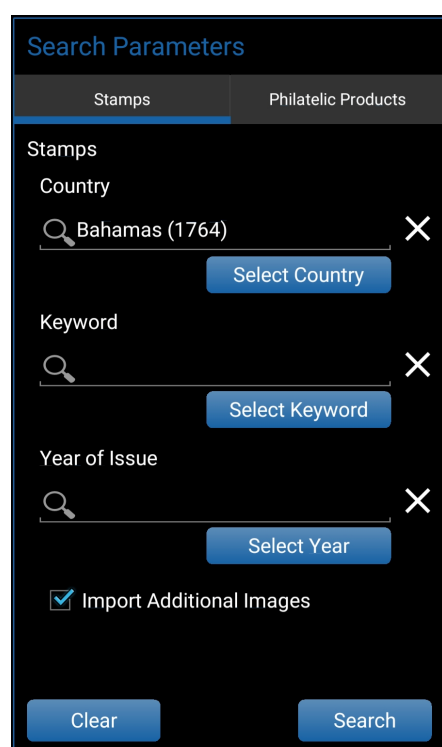 Search Parameters
Stamps Philatelic Products
Stamps
Country
Bahamas (1764)
Select Country
Keyword
Select Keyword
Year of Issue
Select Year
Import Additional Images
Clear Search